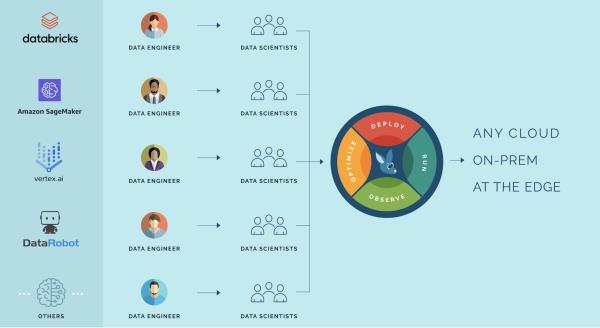 databricks
DATA ENGINEER
DATA SCIENTISTS
Amazon SageMaker
DATA ENGINEER
DATA SCIENTISTS
vertex.ai
DATA ENGINEER
DATA SCIENTISTS
DataRobot
DATA ENGINEER
DATA SCIENTISTS
OTHERS
DATA ENGINEER
DATA SCIENTISTS
DEPLOY
RUN
OBSERVE
OPTIMIZE
ANY CLOUD
ON-PREM
AT THE EDGE